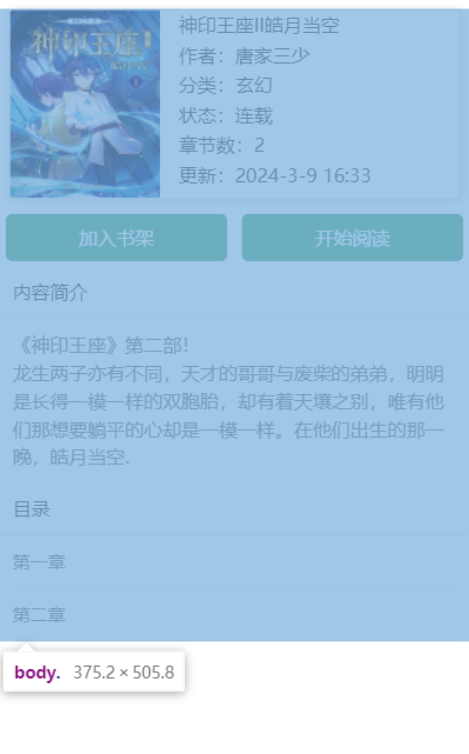 神印王座
神印王座II皓月当空
作者：唐家三少
分类：玄幻
状态：连载
章节数：2
更新：2024-3-9 16:33
加入书架
开始阅读
内容简介
《神印王座》第二部！
龙生两子亦有不同，天才的哥哥与废柴的弟弟，明明
是长得一模一样的双胞胎，却有着天壤之别，唯有他
们那想要躺平的心却是一模一样。在他们出生的那一
晚，皓月当空.
目录
第一章
第二章
body. 375.2 × 505.8